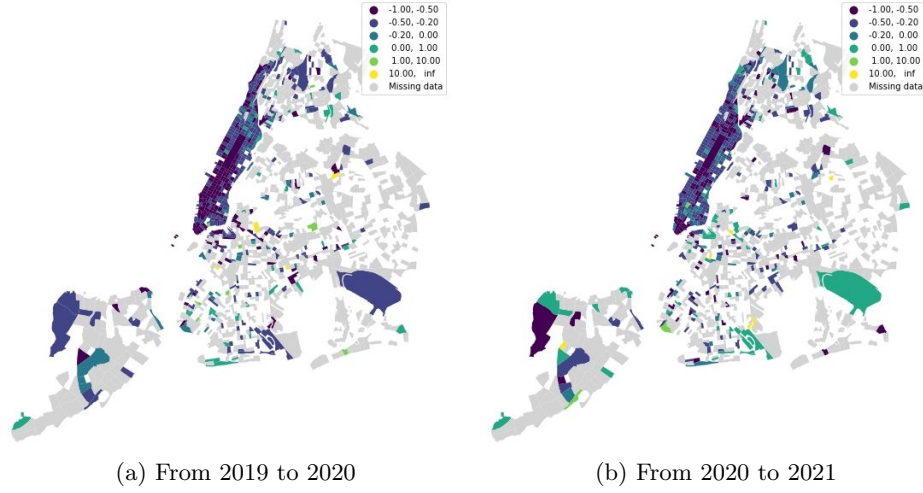 -1.00, -0.50
-0.50, -0.20
-0.20, 0.00
0.00, 1.00
1.00, 10.00
10.00, inf
Missing data
-1.00, -0.50
-0.50, -0.20
-0.20, 0.00
0.00, 1.00
1.00, 10.00
10.00, inf
Missing data
(a) From 2019 to 2020
(b) From 2020 to 2021